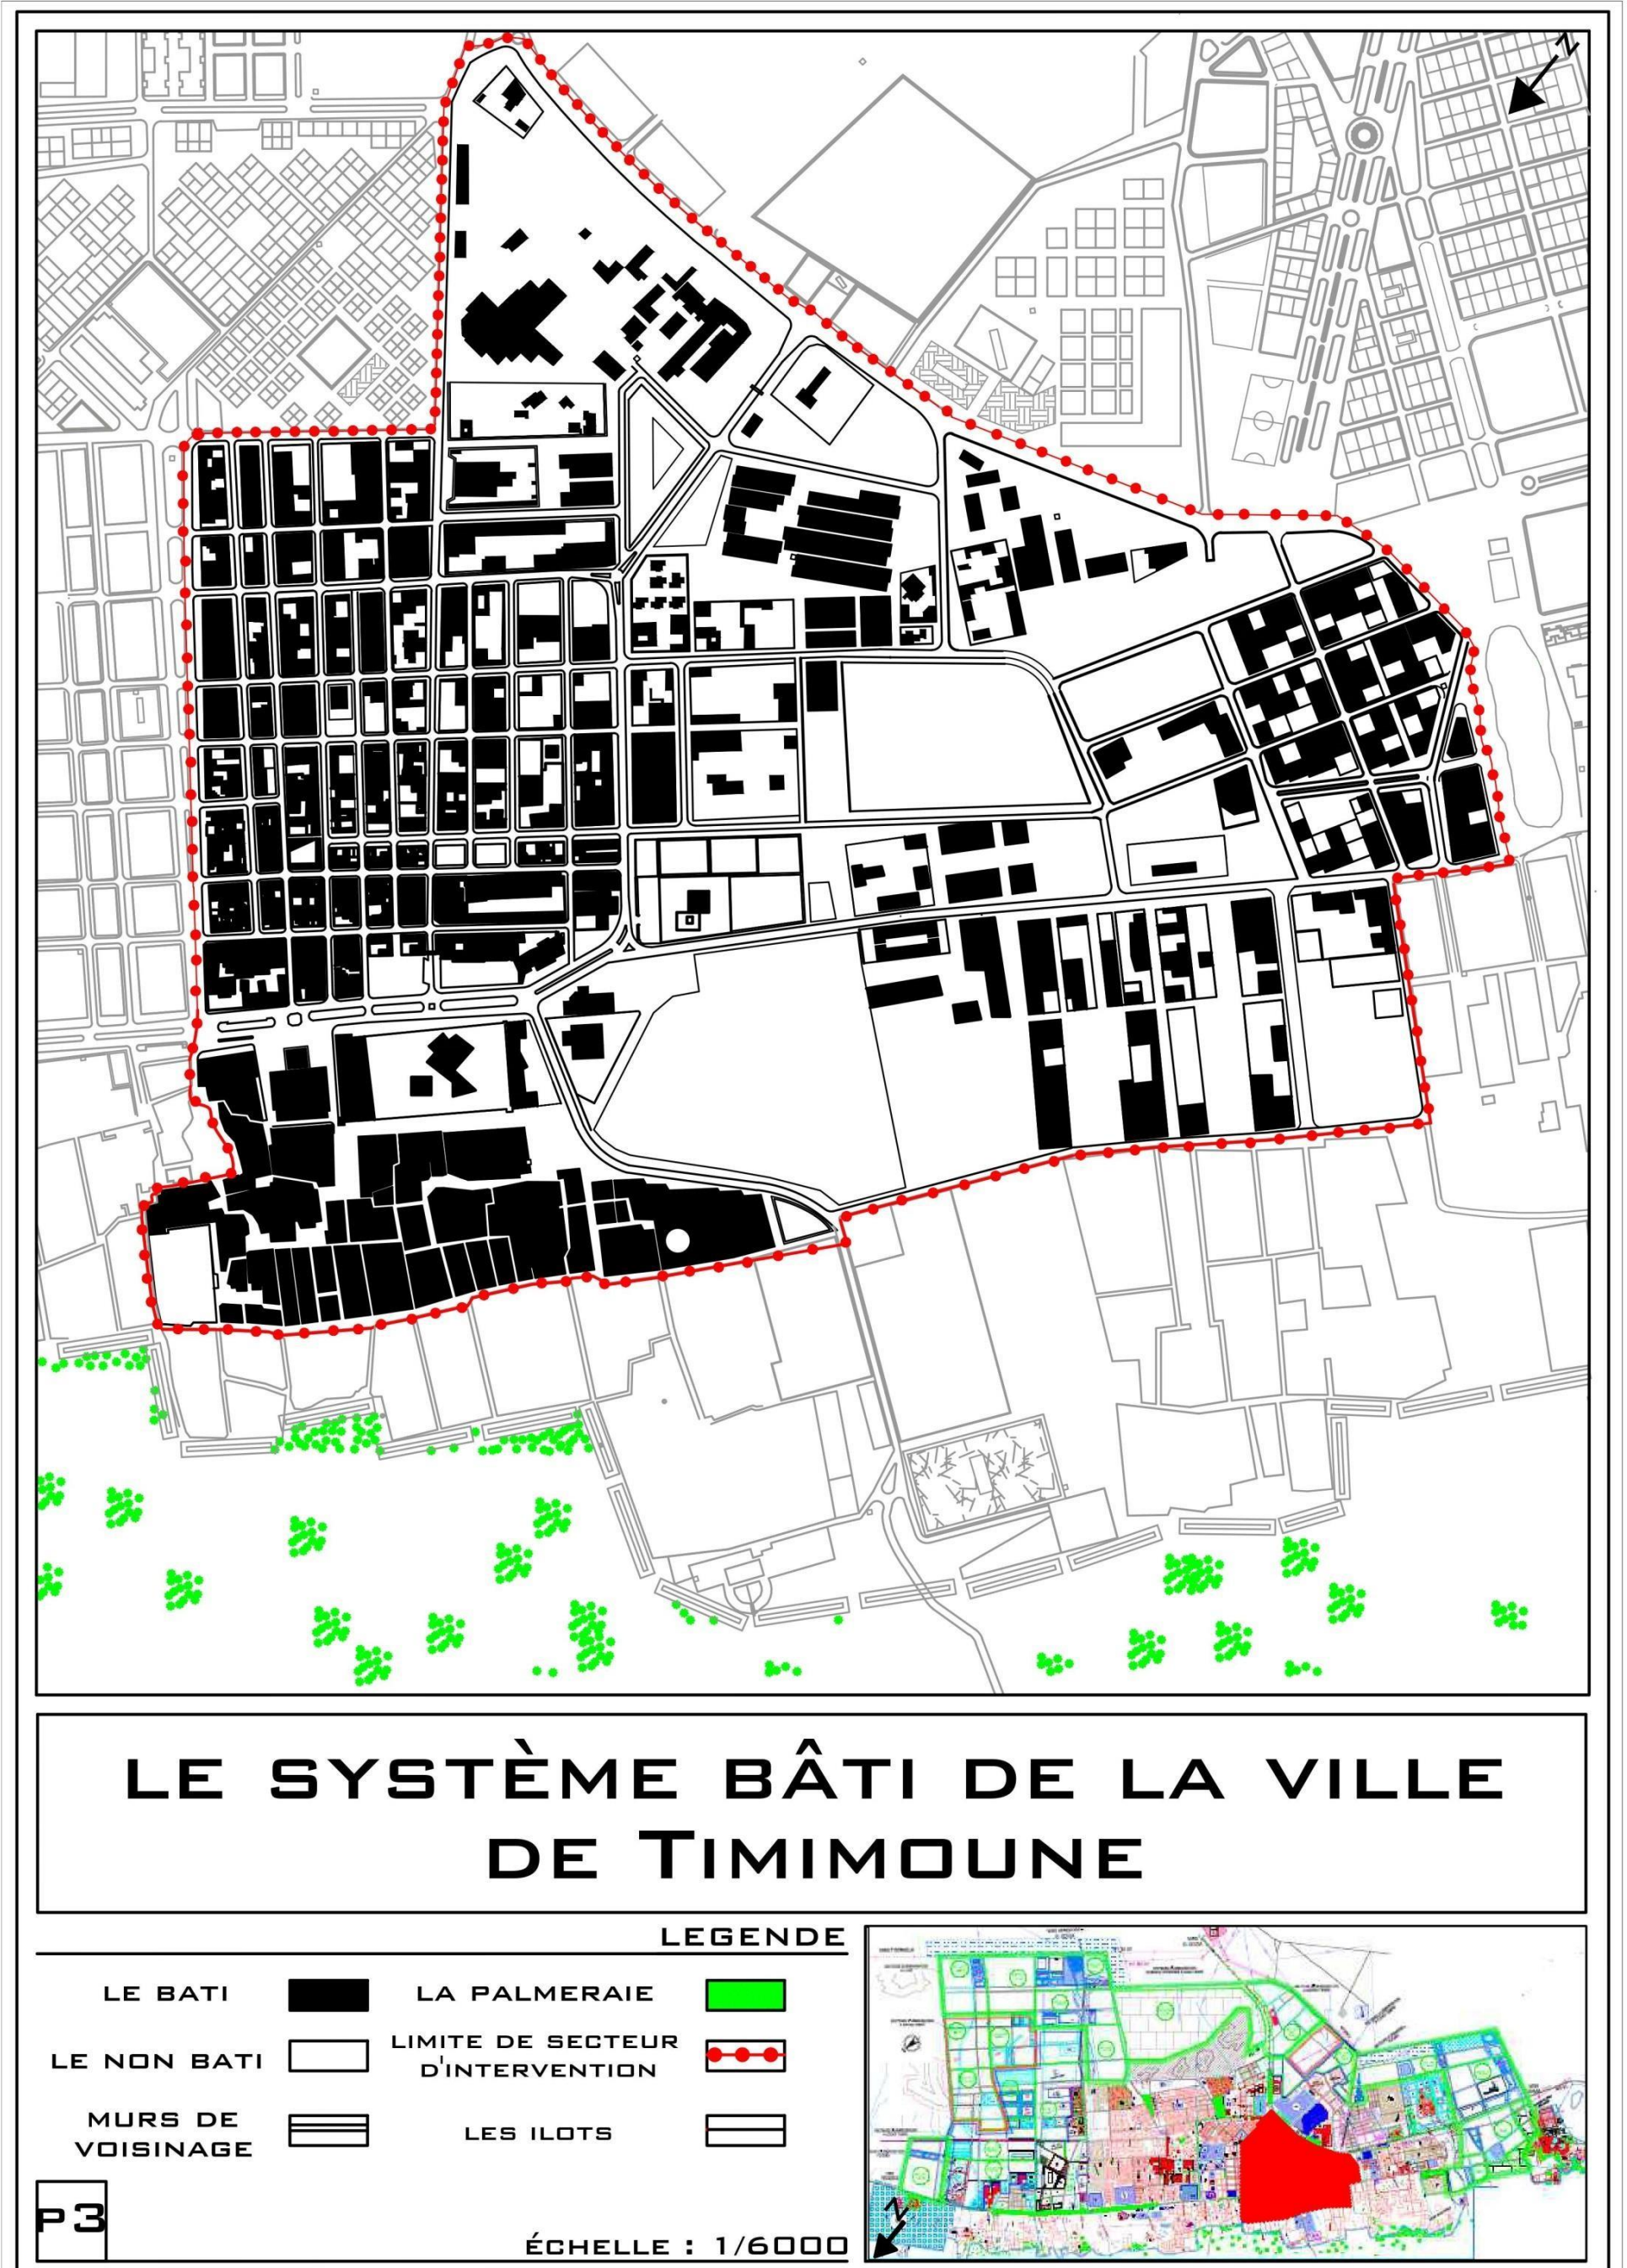 N
LE SYSTÈME BÂTI DE LA VILLE
DE TIMIMOUNE
LEGENDE
LE BATI
LA PALMERAIE
LE NON BATI
LIMITE DE SECTEUR
D'INTERVENTION
MURS DE
VOISINAGE
LES ILOTS
P3
ÉCHELLE : 1/6000
N